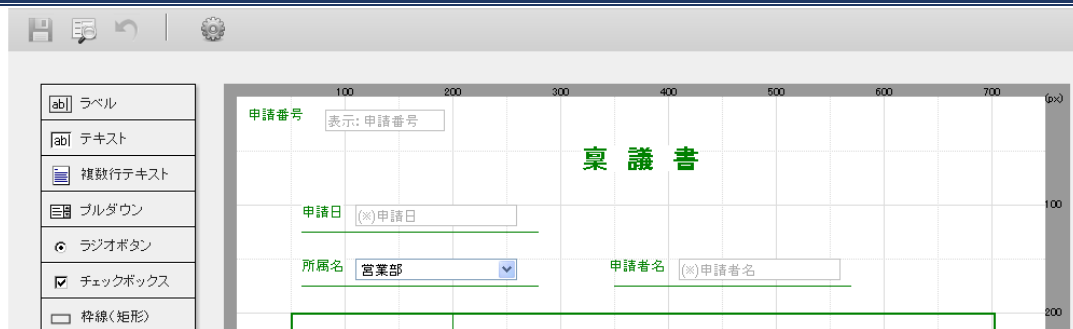 ラベル
テキスト
複数行テキスト
プルダウン
ラジオボタン
チェックボックス
枠線(矩形)
100 200 300 400 500 600 700 (px)
申請番号 表示: 申請番号
稟 議 書
100
申請日 (※)申請日
所属名 営業部 申請者名 (※)申請者名
200